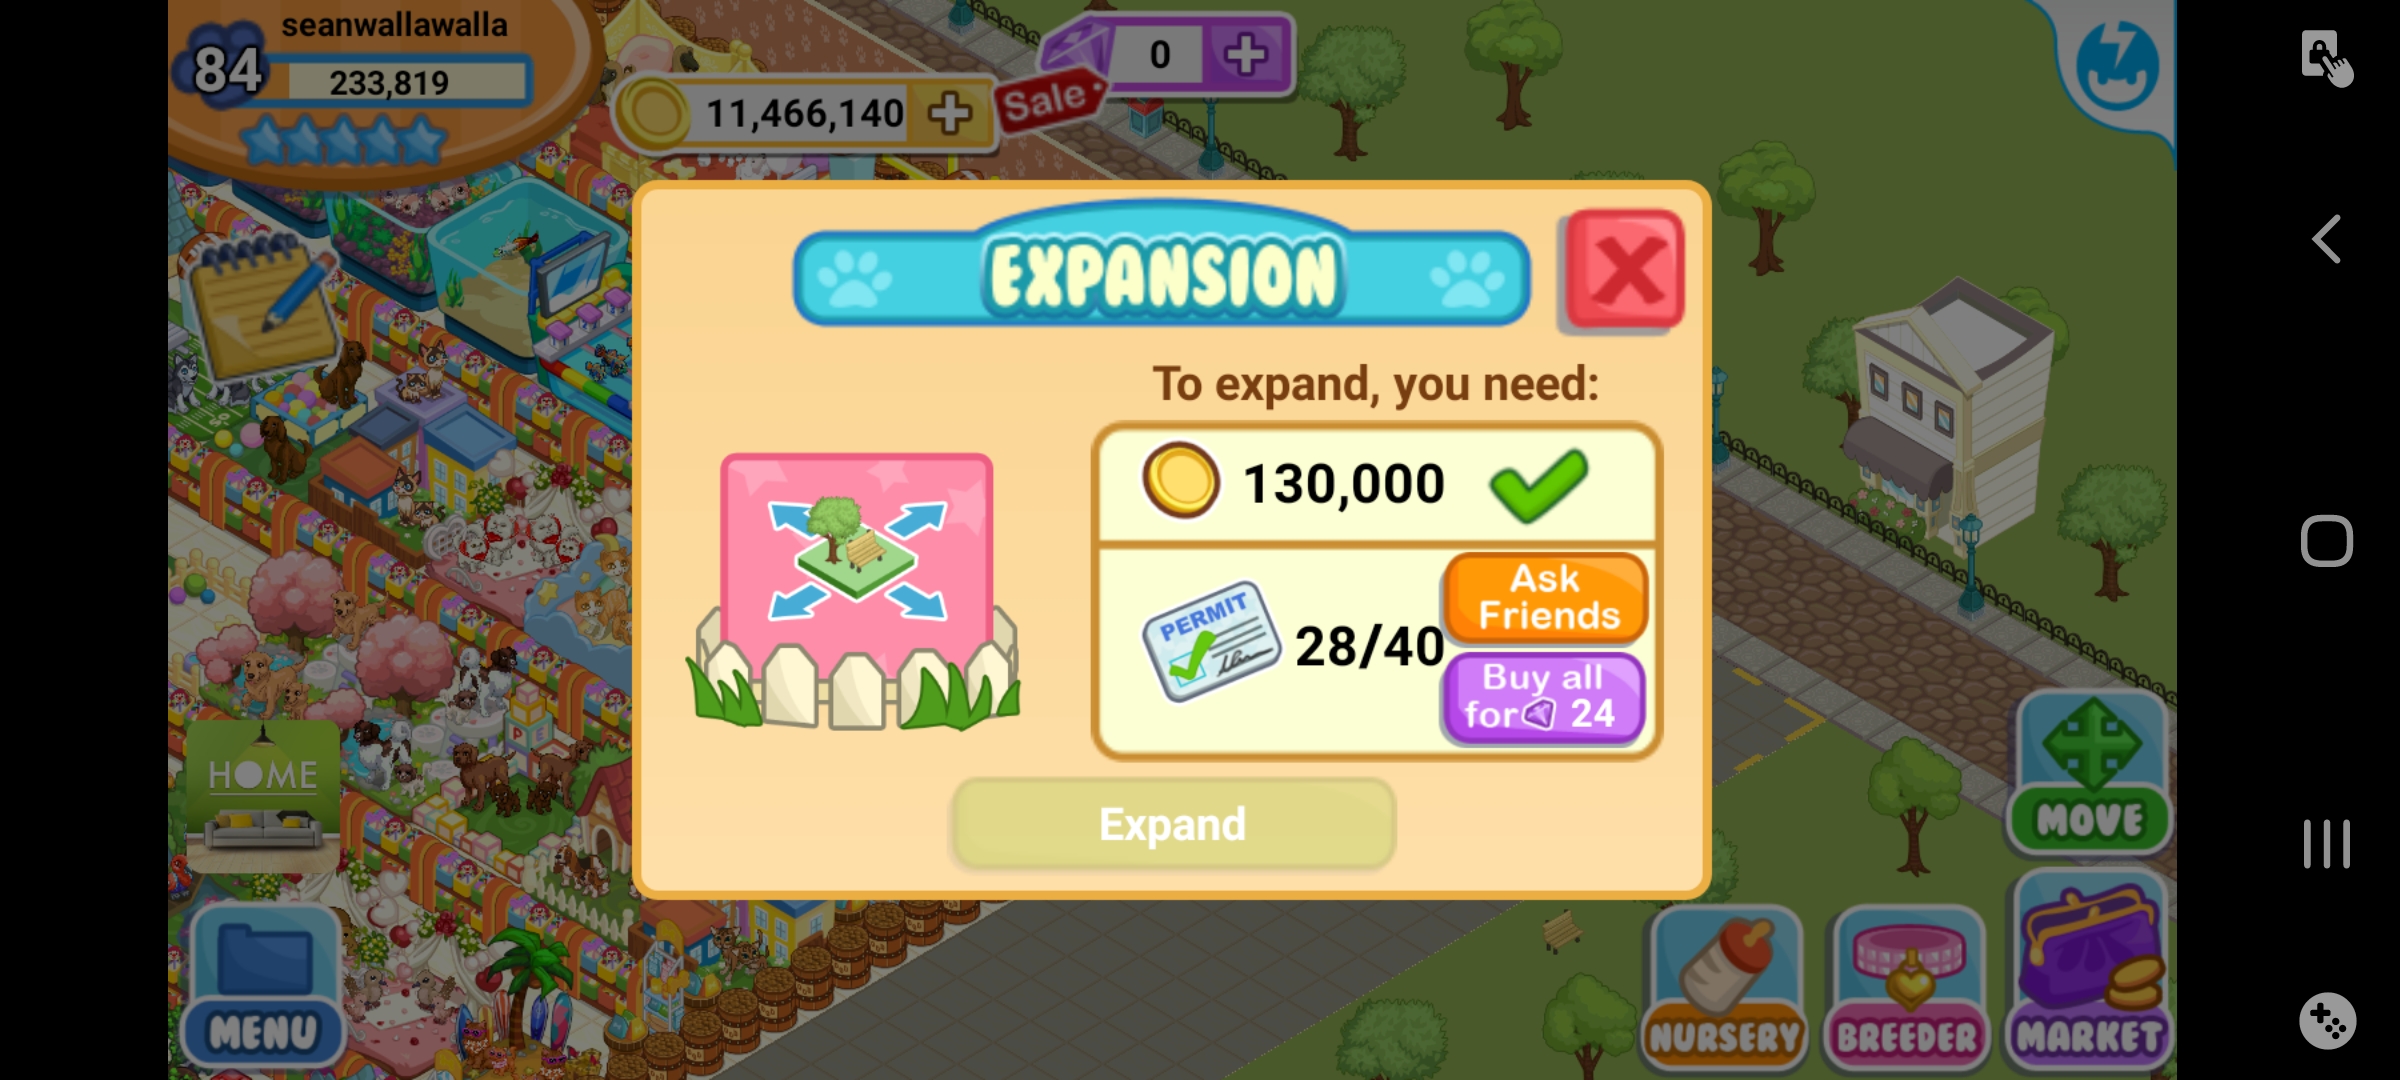 seanwallawalla
84
233,819
11,466,140
Sale
0
EXPANSION
To expand, you need:
130,000
PERMIT
28/40
Ask
Friends
Buy all
for 24
Expand
HOME
MENU
MOVE
NURSERY
BREEDER
MARKET